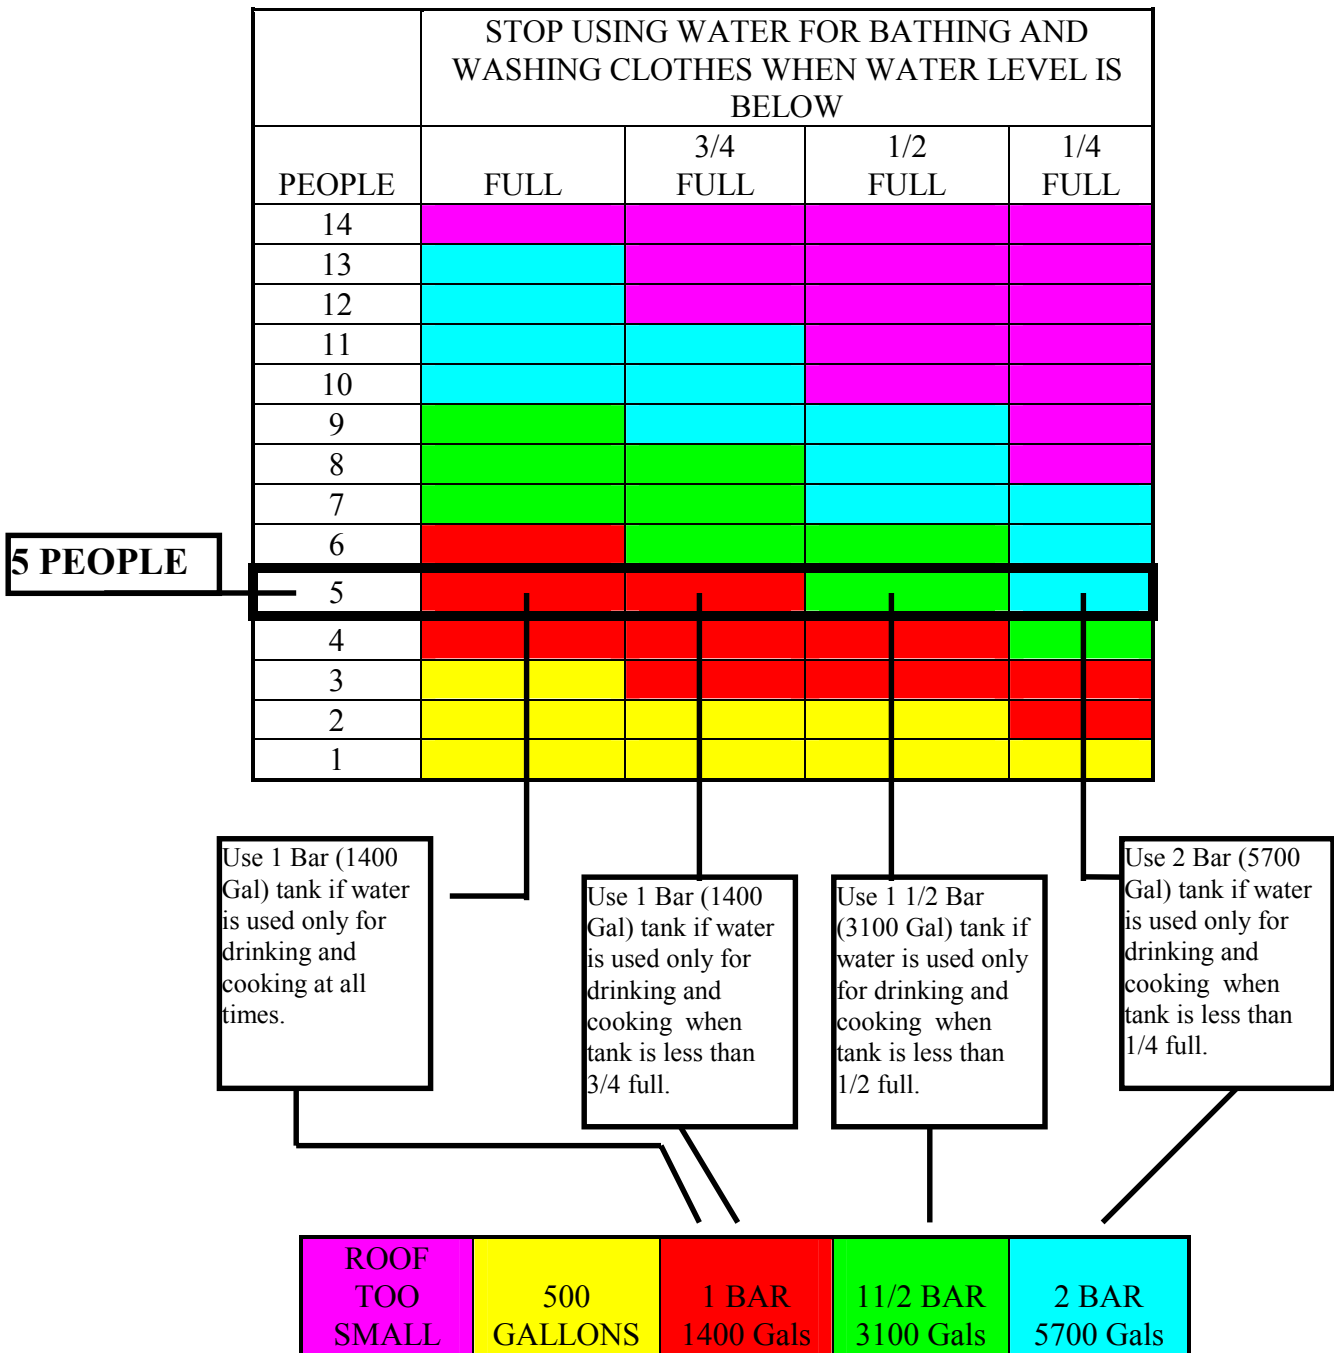 STOP USING WATER FOR BATHING AND
WASHING CLOTHES WHEN WATER LEVEL IS
BELOW
PEOPLE
FULL
3/4
FULL
1/2
FULL
1/4
FULL
14
13
12
11
10
9
8
7
6
5 PEOPLE
5
4
3
2
1
Use 1 Bar (1400
Gal) tank if water
is used only for
drinking and
cooking at all
times.
Use 1 Bar (1400
Gal) tank if water
is used only for
drinking and
cooking when
tank is less than
3/4 full.
Use 1 1/2 Bar
(3100 Gal) tank if
water is used only
for drinking and
cooking when
tank is less than
1/2 full.
Use 2 Bar (5700
Gal) tank if water
is used only for
drinking and
cooking when
tank is less than
1/4 full.
ROOF
TOO
SMALL
500
GALLONS
1 BAR
1400 Gals
11/2 BAR
3100 Gals
2 BAR
5700 Gals